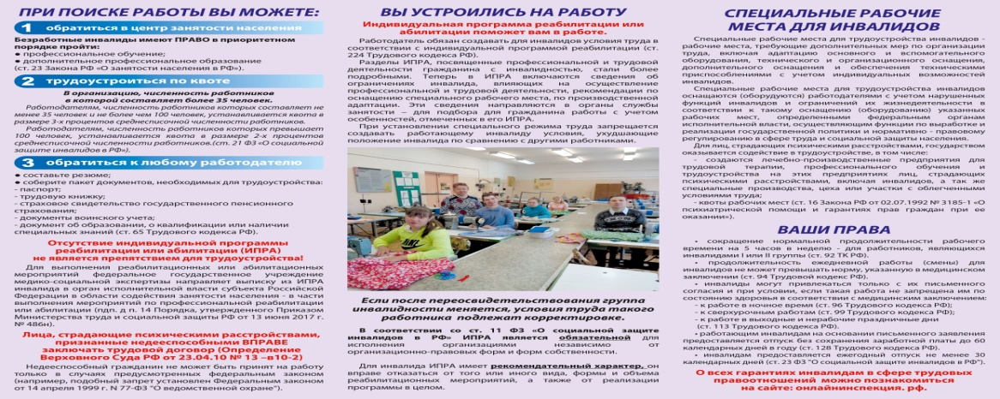 ПРИ ПОИСКЕ РАБОТЫ ВЫ МОЖЕТЕ:
1 обратиться в центр занятости населения
Безработные инвалиды имеют ПРАВО в приоритетном
порядке пройти:
● профессиональное обучение;
● дополнительное профессиональное образование
(ст. 23 Закона РФ «О занятости населения в РФ»).
2 трудоустроиться по квоте
В организацию, численность работников
в которой составляет более 35 человек.
Работодателям, численность работников которых составляет не
менее 35 человек и не более чем 100 человек, устанавливается квота в
размере 3-х процентов среднесписочной численности работников.
Работодателям, численность работников которых превышает
100 человек, устанавливается квота в размере 2-х процентов
среднесписочной численности работников.(ст. 21 ФЗ «О социальной
защите инвалидов в РФ»).
3 обратиться к любому работодателю
● составьте резюме;
● соберите пакет документов, необходимых для трудоустройства:
- паспорт;
- трудовую книжку;
- страховое свидетельство государственного пенсионного
страхования;
- документы воинского учета;
- документ об образовании, о квалификации или наличии
специальных знаний (ст. 65 Трудового кодекса РФ).
Отсутствие индивидуальной программы
реабилитации или абилитации (ИПРА)
не является препятствием для трудоустройства!
Для выполнения реабилитационных или абилитационных
мероприятий федеральное государственное учреждение
медико-социальной экспертизы направляет выписку из ИПРА
инвалида в орган исполнительной власти субъекта Российской
Федерации в области содействия занятости населения - в части
выполнения мероприятий по профессиональной реабилитации
или абилитации (пдп. д п. 14 Порядка, утвержденного Приказом
Министерства труда и социальной защиты РФ от 13 июня 2017 г.
№ 486н).
Лица, страдающие психическими расстройствами,
признанные недееспособными ВПРАВЕ
заключать трудовой договор (Определение
Верховного Суда РФ от 23.04.10 № 13 –в10-2)
Недееспособный гражданин не может быть принят на работу
только в случаях предусмотренных федеральным законом
(например, подобный запрет установлен Федеральным законом
от 14 апреля 1999 г. N 77-ФЗ "О ведомственной охране").
ВЫ УСТРОИЛИСЬ НА РАБОТУ
Индивидуальная программа реабилитации или
абилитации поможет вам в работе.
Работодатель обязан создавать для инвалидов условия труда в
соответствии с индивидуальной программой реабилитации (ст.
224 Трудового кодекса РФ).
Разделы ИПРА, посвященные профессиональной и трудовой
деятельности гражданина с инвалидностью, стали более
подробными. Теперь в ИПРА включаются сведения об
ограничениях инвалида, влияющих на осуществление
профессиональной и трудовой деятельности, рекомендации по
оснащению специального рабочего места, по производственной
адаптации. Эти сведения направляются в органы службы
занятости – для подбора для гражданина работы с учетом
особенностей, отмеченных в его ИПРА.
При установлении специального режима труда запрещается
создавать работающему инвалиду условия, ухудшающие
положение инвалида по сравнению с другими работниками.
Если после переосвидетельствования группа
инвалидности меняется, условия труда такого
работника подлежат корректировке.
В соответствии со ст. 11 ФЗ «О социальной защите
инвалидов в РФ» ИПРА является обязательной для
исполнения организациями независимо от
организационно-правовых форм и форм собственности.
Для инвалида ИПРА имеет рекомендательный характер, он
вправе отказаться от того или иного вида, формы и объема
реабилитационных мероприятий, а также от реализации
программы в целом.
СПЕЦИАЛЬНЫЕ РАБОЧИЕ
МЕСТА ДЛЯ ИНВАЛИДОВ
Специальные рабочие места для трудоустройства инвалидов -
рабочие места, требующие дополнительных мер по организации
труда, включая адаптацию основного и вспомогательного
оборудования, технического и организационного оснащения,
дополнительного оснащения и обеспечения техническими
приспособлениями с учетом индивидуальных возможностей
инвалидов.
Специальные рабочие места для трудоустройства инвалидов
оснащаются (оборудуются) работодателями с учетом нарушенных
функций инвалидов и ограничений их жизнедеятельности в
соответствии к такому оснащению (оборудованию) указанных
рабочих мест, определенными федеральным органам
исполнительной власти, осуществляющим функции по выработке и
реализации государственной политики и нормативно - правовому
регулированию в сфере труда и социальной защиты населения.
Для лиц, страдающих психическими расстройствами, государством
оказывается содействие в трудоустройстве, в том числе:
- создаются лечебно-производственные предприятия для
трудовой терапии, профессионального обучения и
трудоустройства на этих предприятиях лиц, страдающих
психическими расстройствами, включая инвалидов, а так же
специальные производства, цеха или участки с облегченными
условиями труда;
- квоты рабочих мест (ст. 16 Закона РФ от 02.07.1992 № 3185-1 «О
психиатрической помощи и гарантиях прав граждан при ее
оказании»).
ВАШИ ПРАВА
• сокращение нормальной продолжительности рабочего
времени на 5 часов в неделю - для работников, являющихся
инвалидами I или II группы (ст. 92 ТК РФ).
• продолжительность ежедневной работы (смены) для
инвалидов не может превышать норму, указанную в медицинском
заключении (ст. 94 Трудовой кодекс РФ).
• инвалиды могут привлекаться только с их письменного
согласия и при условии, если такая работа не запрещена им по
состоянию здоровья в соответствии с медицинским заключением:
- к работе в ночное время (ст. 96 Трудового кодекса РФ);
- к сверхурочным работам (ст. 99 Трудового кодекса РФ);
- к работе в выходные и нерабочие праздничные дни
(ст. 113 Трудового кодекса РФ).
• работающим инвалидам на основании письменного заявления
предоставляется отпуск без сохранения заработной платы до 60
календарных дней в году (ст. 128 Трудового кодекса РФ).
• инвалидам предоставляется ежегодный отпуск не менее 30
календарных дней (ст. 23 ФЗ "О социальной защите инвалидов в РФ").
О всех гарантиях инвалидам в сфере трудовых
правоотношений можно познакомиться
на сайте: онлайнинспекция. рф.